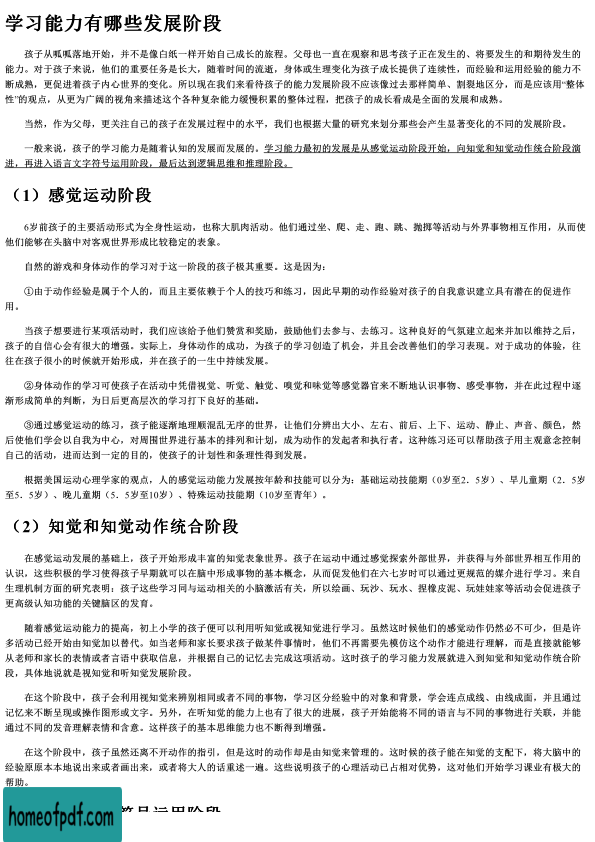 学习能力有哪些发展阶段
孩子从呱呱落地开始，并不是像白纸一样开始自己成长的旅程。父母也一直在观察和思考孩子正在发生的、将要发生的和期待发生的
能力。对于孩子来说，他们的重要任务是长大，随着时间的流逝，身体或生理变化为孩子成长提供了连续性，而经验和运用经验的能力不
断成熟，更促进着孩子内心世界的变化。所以现在我们来看待孩子的能力发展阶段不应该像过去那样简单、割裂地区分，而是应该用“整体
性”的观点，从更为广阔的视角来描述这个各种复杂能力缓慢积累的整体过程，把孩子的成长看成是全面的发展和成熟。
当然，作为父母，更关注自己的孩子在发展过程中的水平，我们也根据大量的研究来划分那些会产生显著变化的不同的发展阶段。
一般来说，孩子的学习能力是随着认知的发展而发展的。学习能力最初的发展是从感觉运动阶段开始，向知觉和知觉动作统合阶段演
进，再进入语言文字符号运用阶段，最后达到逻辑思维和推理阶段。
（1）感觉运动阶段
6岁前孩子的主要活动形式为全身性运动，也称大肌肉活动。他们通过坐、爬、走、跑、跳、抛掷等活动与外界事物相互作用，从而使
他们能够在头脑中对客观世界形成比较稳定的表象。
自然的游戏和身体动作的学习对于这一阶段的孩子极其重要。这是因为：
①由于动作经验是属于个人的，而且主要依赖于个人的技巧和练习，因此早期的动作经验对孩子的自我意识建立具有潜在的促进作
用。
当孩子想要进行某项活动时，我们应该给予他们赞赏和奖励，鼓励他们去参与、去练习。这种良好的气氛建立起来并加以维持之后，
孩子的自信心会有很大的增强。实际上，身体动作的成功，为孩子的学习创造了机会，并且会改善他们的学习表现。对于成功的体验，往
往在孩子很小的时候就开始形成，并在孩子的一生中持续发展。
②身体动作的学习可使孩子在活动中凭借视觉、听觉、触觉、嗅觉和味觉等感觉器官来不断地认识事物、感受事物，并在此过程中逐
渐形成简单的判断，为日后更高层次的学习打下良好的基础。
③通过感觉运动的练习，孩子能逐渐地理顺混乱无序的世界，让他们分辨出大小、左右、前后、上下、运动、静止、声音、颜色，然
后使他们学会以自我为中心，对周围世界进行基本的排列和计划，成为动作的发起者和执行者。这种练习还可以帮助孩子用主观意念控制
自己的活动，进而达到一定的目的，使孩子的计划性和条理性得到发展。
根据美国运动心理学家的观点，人的感觉运动能力发展按年龄和技能可以分为：基础运动技能期（0岁至2．5岁）、早儿童期（2．5岁
至5．5岁）、晚儿童期（5．5岁至10岁）、特殊运动技能期（10岁至青年）。
（2）知觉和知觉动作统合阶段
在感觉运动发展的基础上，孩子开始形成丰富的知觉表象世界。孩子在运动中通过感觉探索外部世界，并获得与外部世界相互作用的
认识，这些积极的学习使得孩子早期就可以在脑中形成事物的基本概念，从而促发他们在六七岁时可以通过更规范的媒介进行学习。来自
生理机制方面的研究表明：孩子这些学习同与运动相关的小脑激活有关，所以绘画、玩沙、玩水、捏橡皮泥、玩娃娃家等活动会促进孩子
更高级认知功能的关键脑区的发育。
随着感觉运动能力的提高，初上小学的孩子便可以利用听知觉或视知觉进行学习。虽然这时候他们的感觉动作仍然必不可少，但是许
多活动已经开始由知觉加以替代。如当老师和家长要求孩子做某件事情时，他们不再需要先模仿这个动作才能进行理解，而是直接就能够
从老师和家长的表情或者言语中获取信息，并根据自己的记忆去完成这项活动。这时孩子的学习能力发展就进入到知觉和知觉动作统合阶
段，具体地说就是视知觉和听知觉发展阶段。
在这个阶段中，孩子会利用视知觉来辨别相同或者不同的事物，学习区分经验中的对象和背景，学会连点成线、由线成面，并且通过
记忆来不断呈现或操作图形或文字。另外，在听知觉的能力上也有了很大的进展，孩子开始能将不同的语言与不同的事物进行关联，并能
通过不同的发音理解表情和含意。这样孩子的基本思维能力也不断得到增强。
在这个阶段中，孩子虽然还离不开动作的指引，但是这时的动作却是由知觉来管理的。这时候的孩子能在知觉的支配下，将大脑中的
经验原原本本地说出来或者画出来，或者将大人的话重述一遍。这些说明孩子的心理活动已占相对优势，这对他们开始学习课业有极大的
帮助。
符号运用阶段
homeofpdf.com